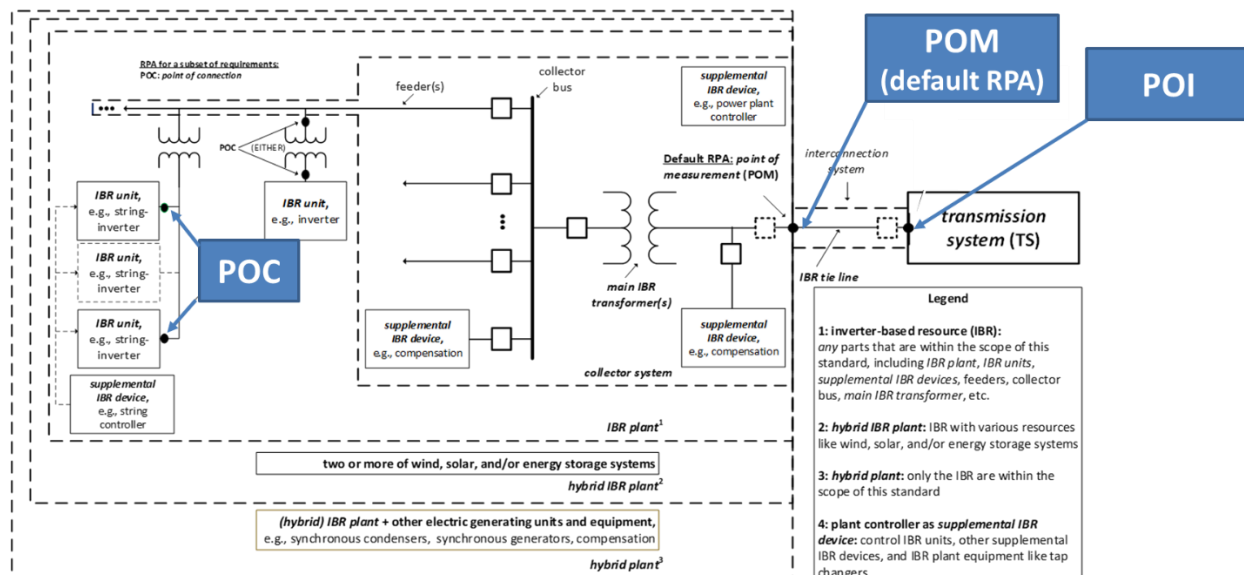 RPA for a subset of requirements:
POC: point of connection
feeder(s)
collector
bus
supplemental
IBR device,
e.g., power plant
controller
POM
(default RPA)
POI
POC
(EITHER)
Default RPA: point of
measurement (POM)
interconnection
system
IBR unit,
e.g., string-
inverter
IBR unit,
e.g., inverter
IBR unit,
e.g., string-
inverter
POC
IBR unit,
e.g., string-
inverter
supplemental
IBR device,
e.g., string
controller
supplemental
IBR device,
e.g., compensation
main IBR
transformer(s)
supplemental
IBR device,
e.g., compensation
collector system
transmission
system (TS)
IBR tie line
IBR plant1
two or more of wind, solar, and/or energy storage systems
hybrid IBR plant2
(hybrid) IBR plant + other electric generating units and equipment,
e.g., synchronous condensers, synchronous generators, compensation
hybrid plant3
Legend
1: inverter-based resource (IBR):
any parts that are within the scope of this
standard, including IBR plant, IBR units,
supplemental IBR devices, feeders, collector
bus, main IBR transformer, etc.
2: hybrid IBR plant: IBR with various resources
like wind, solar, and/or energy storage systems
3: hybrid plant: only the IBR are within the
scope of this standard
4: plant controller as supplemental IBR
device: control IBR units, other supplemental
IBR devices, and IBR plant equipment like tap
changers